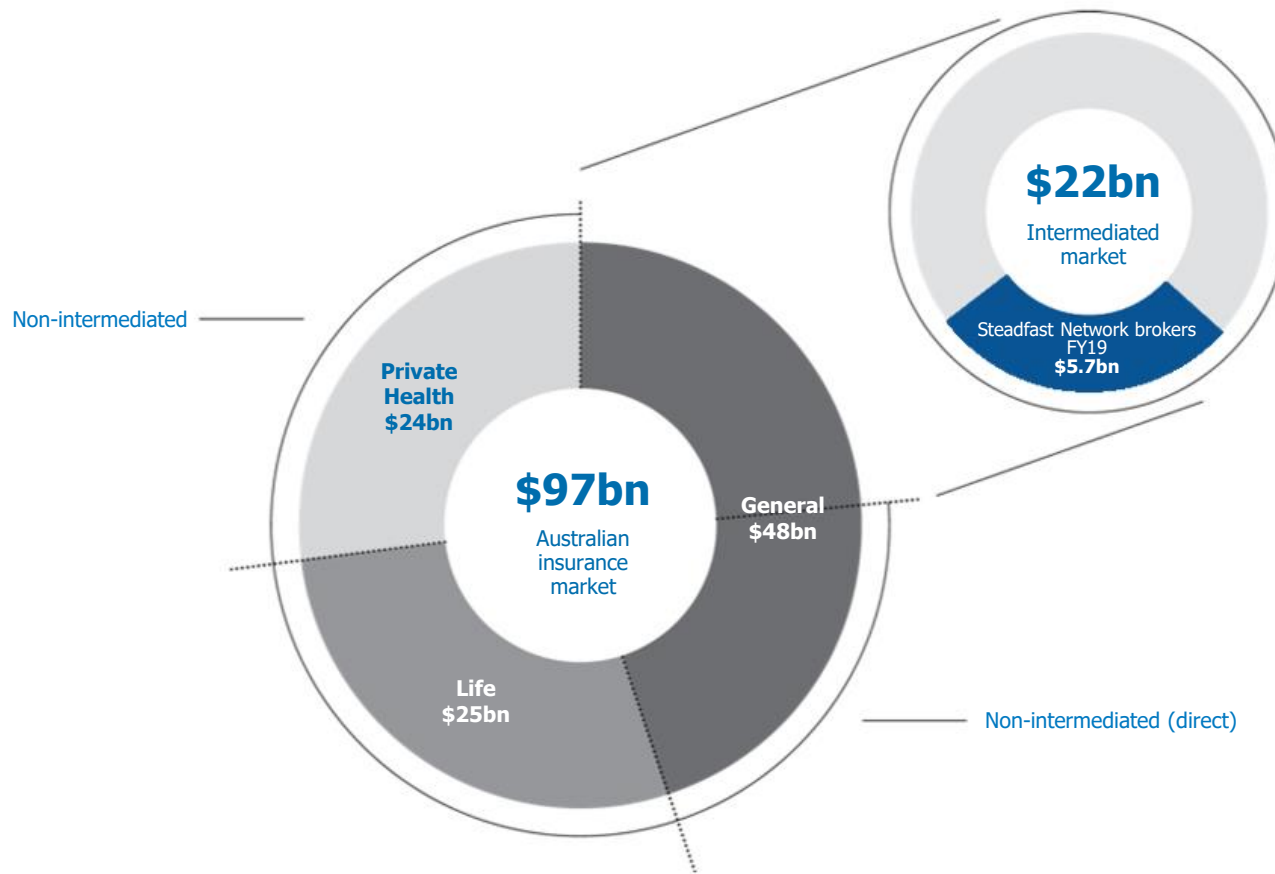 $22bn
Intermediated
market
Steadfast Network brokers
FY19
$5.7bn
Non-intermediated
Private
Health
$24bn
$97bn
Australian
insurance
market
General
$48bn
Life
$25bn
Non-intermediated (direct)